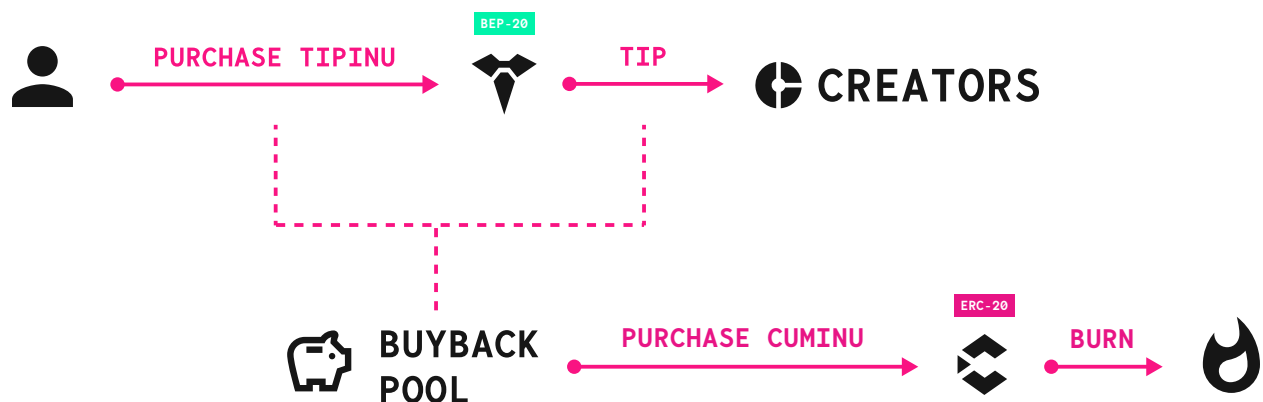 BEP-20
PURCHASE TIPINU
TIP
CREATORS
BUYBACK
POOL
ERC-20
PURCHASE CUMINU
BURN